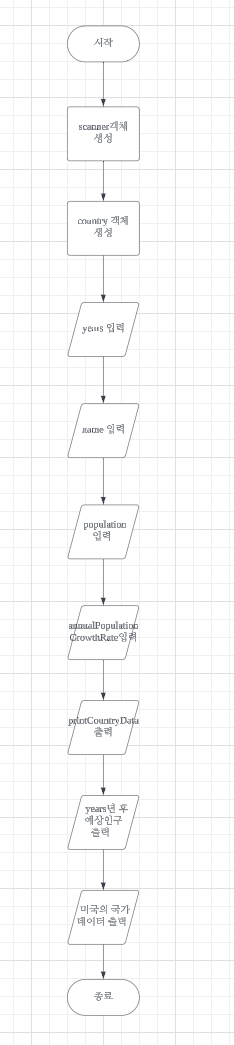 시작
scanner객체
생성
country 객체
생성
years 입력
name 입력
population
입력
annualPopulation
GrowthRate입력
printCountryData
출력
years년 후
예상인구
출력
미국의 국가
데이터 출력
종료